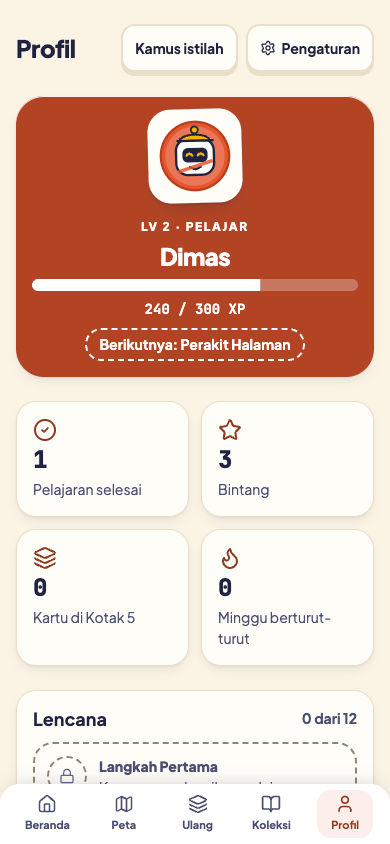 Profil
Kamus istilah
Pengaturan
LV 2 · PELAJAR
Dimas
240 / 300 XP
Berikutnya: Perakit Halaman
1
Pelajaran selesai
3
Bintang
0
Kartu di Kotak 5
0
Minggu berturut-
turut
Lencana
0 dari 12
Langkah Pertama
Beranda
Peta
Ulang
Koleksi
Profil